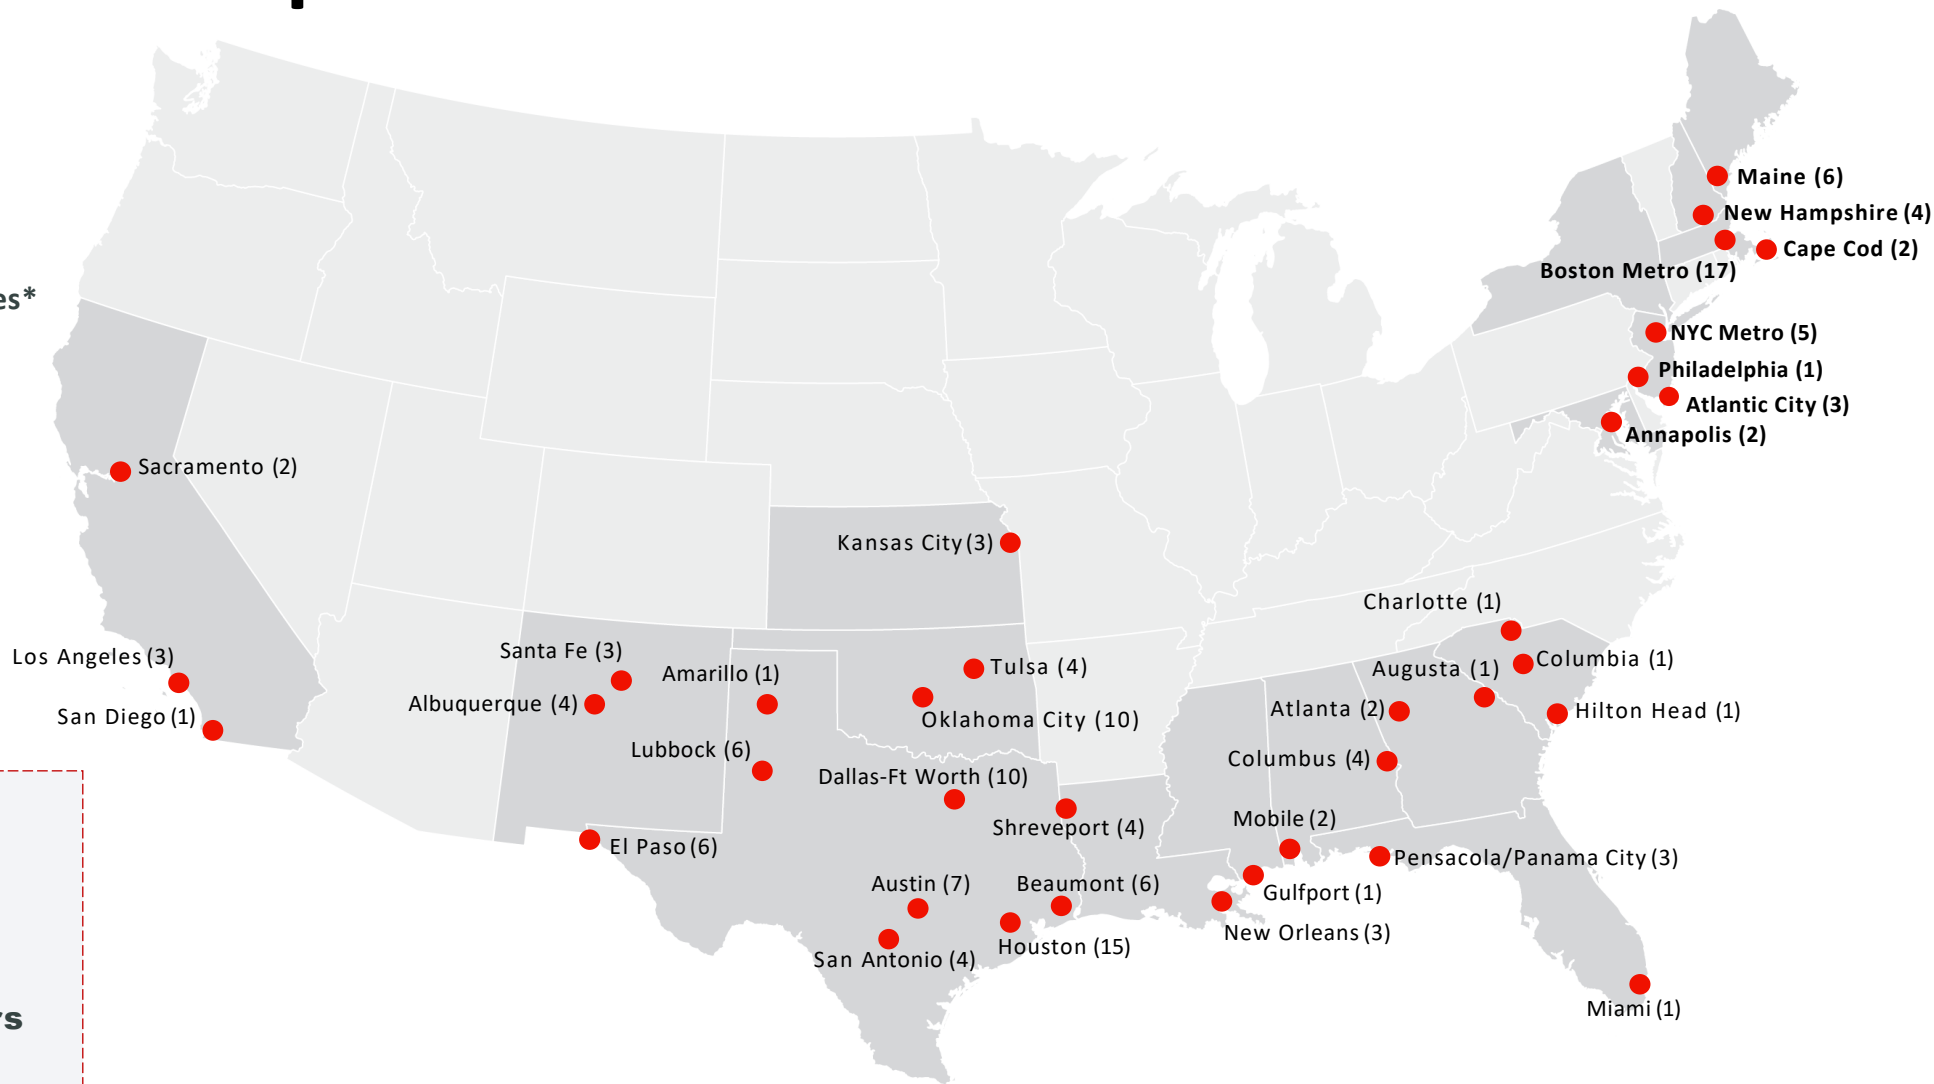 Maine (6)
New Hampshire (4)
Cape Cod (2)
Boston Metro (17)
es*
NYC Metro (5)
Philadelphia (1)
Atlantic City (3)
Annapolis (2)
Sacramento (2)
Kansas City (3)
Charlotte (1)
Santa Fe (3)
Los Angeles (3)
Tulsa (4)
Columbia (1)
Augusta (1)
Amarillo (1)
Albuquerque (4)
Atlanta (2)
Hilton Head (1)
San Diego (1)
Oklahoma City (10)
Lubbock (6)
Columbus (4)
Dallas-Ft Worth (10)
Mobile (2)
Shreveport (4)
El Paso (6)
Pensacola/Panama City (3)
Austin (7)
Beaumont (6)
Gulfport (1)
New Orleans (3)
Houston (15)
San Antonio (4)
Miami (1)
rs